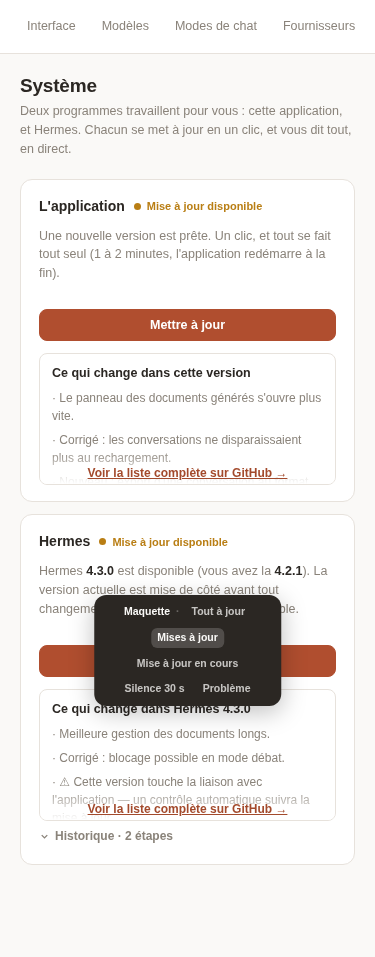 Interface Modèles Modes de chat Fournisseurs
Système
Deux programmes travaillent pour vous : cette application,
et Hermes. Chacun se met à jour en un clic, et vous dit tout,
en direct.
L'application Mise à jour disponible
Une nouvelle version est prête. Un clic, et tout se fait
tout seul (1 à 2 minutes, l'application redémarre à la
fin).
Mettre à jour
Ce qui change dans cette version
· Le panneau des documents générés s'ouvre plus
vite.
· Corrigé : les conversations ne disparaissaient
plus au rechargement.
Voir la liste complète sur GitHub →
Hermes Mise à jour disponible
Hermes 4.3.0 est disponible (vous avez la 4.2.1). La
version actuelle est mise de côté avant tout
Maquette · Tout à jour
Mises à jour
Mise à jour en cours
Silence 30 s Problème
Ce qui change dans Hermes 4.3.0
· Meilleure gestion des documents longs.
· Corrigé : blocage possible en mode débat.
· ⚠ Cette version touche la liaison avec
l'application — un contrôle automatique suivra la
Voir la liste complète sur GitHub →
Historique · 2 étapes